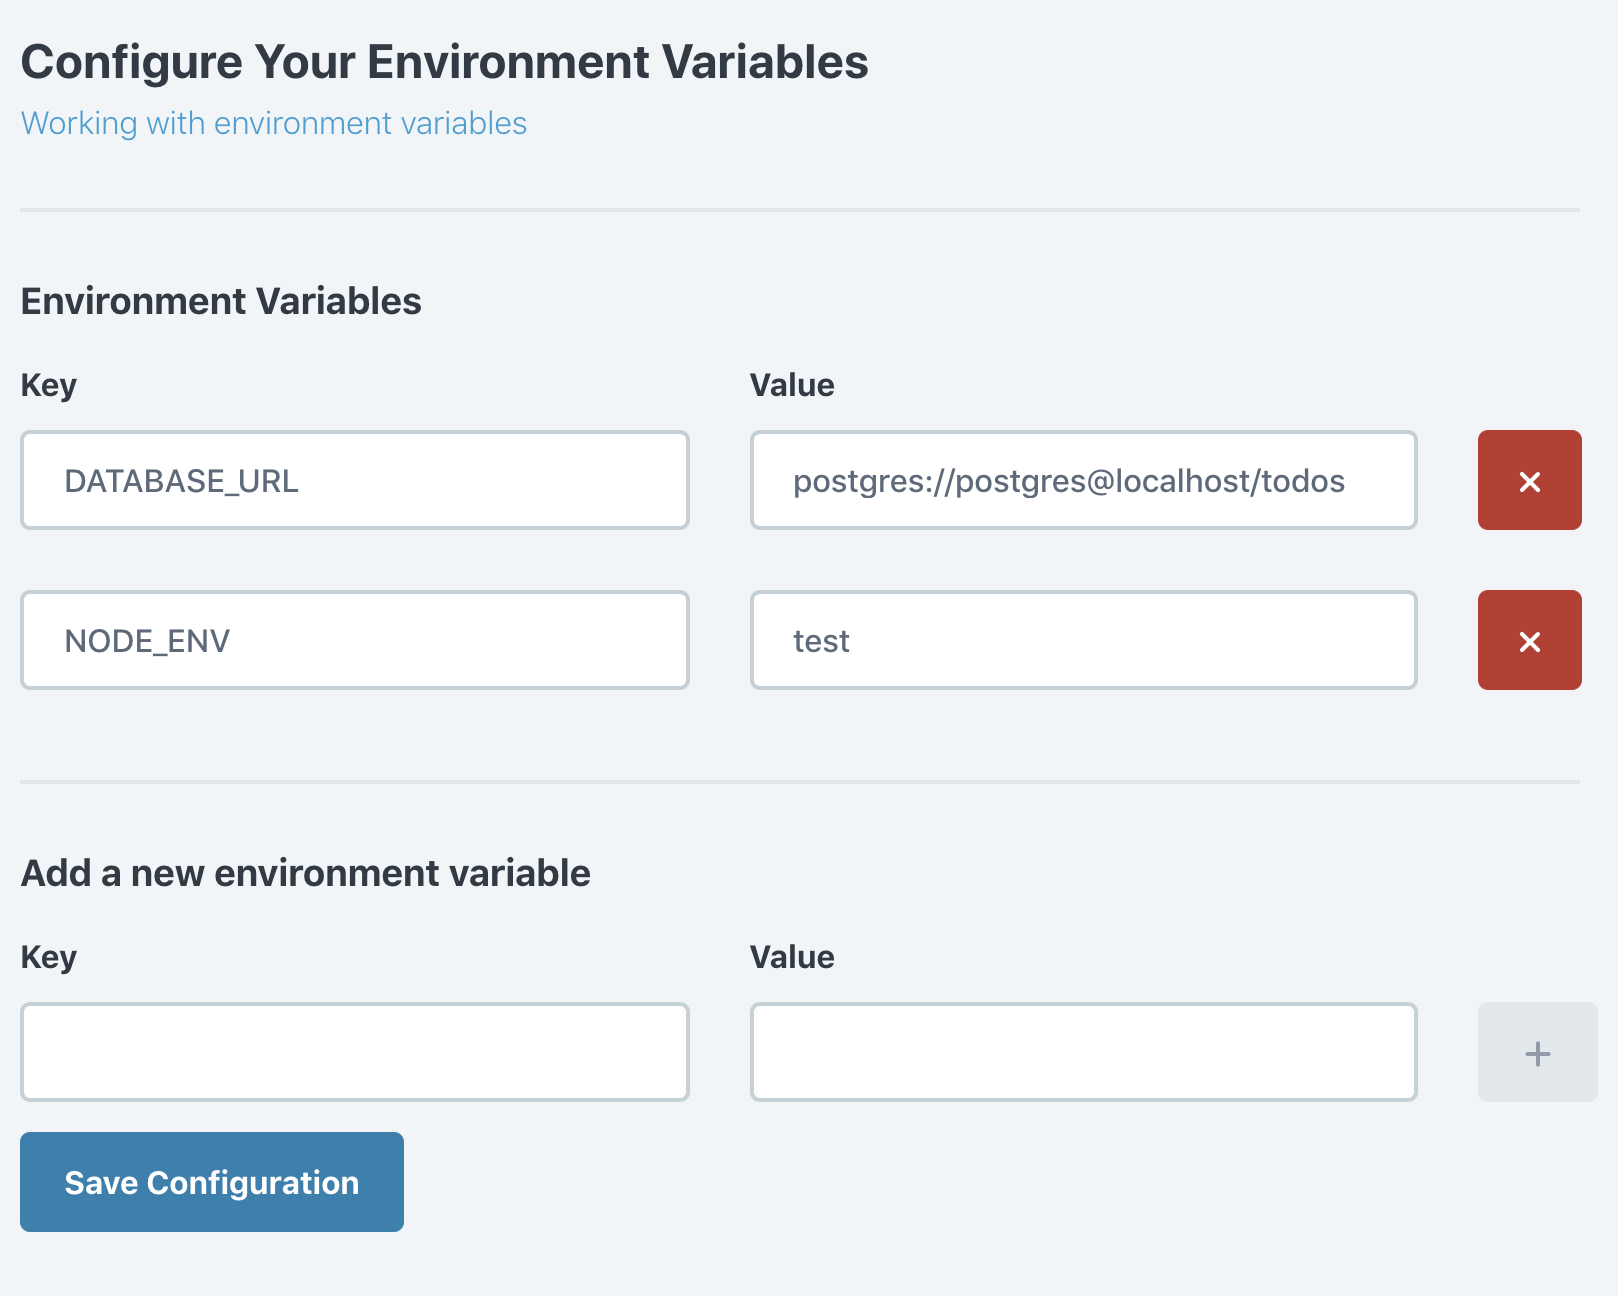 Configure Your Environment Variables
Working with environment variables
Environment Variables
Key Value
DATABASE_URL postgres://postgres@localhost/todos
NODE_ENV test
Add a new environment variable
Key Value
Save Configuration